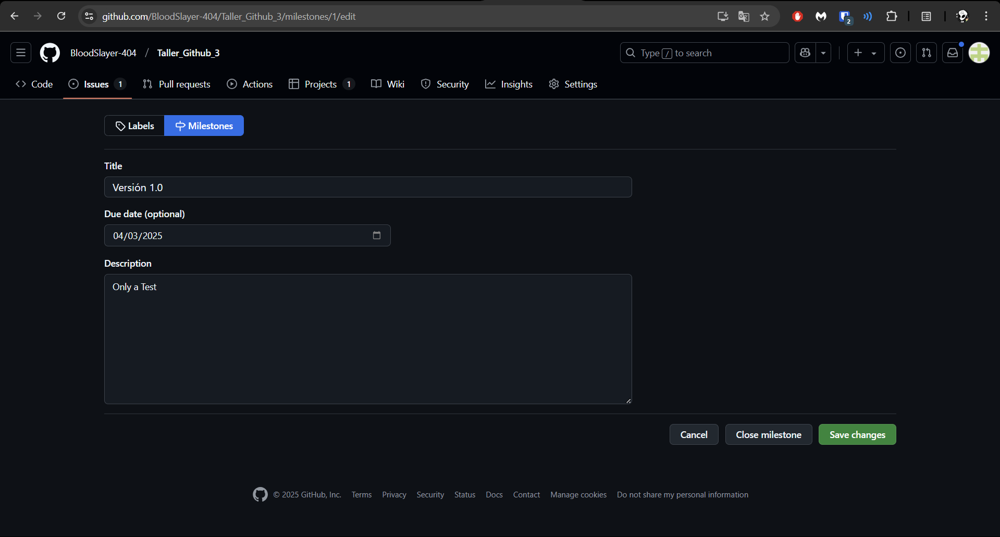 github.com/BloodSlayer-404/Taller_Github_3/milestones/1/edit
2
BloodSlayer-404 / Taller_Github_3
Type / to search
Code
Issues 1
Pull requests
Actions
Projects 1
Wiki
Security
Insights
Settings
Labels
Milestones
Title
Versión 1.0
Due date (optional)
04/03/2025
Description
Only a Test
Cancel
Close milestone
Save changes
© 2025 GitHub, Inc. Terms Privacy Security Status Docs Contact Manage cookies Do not share my personal information